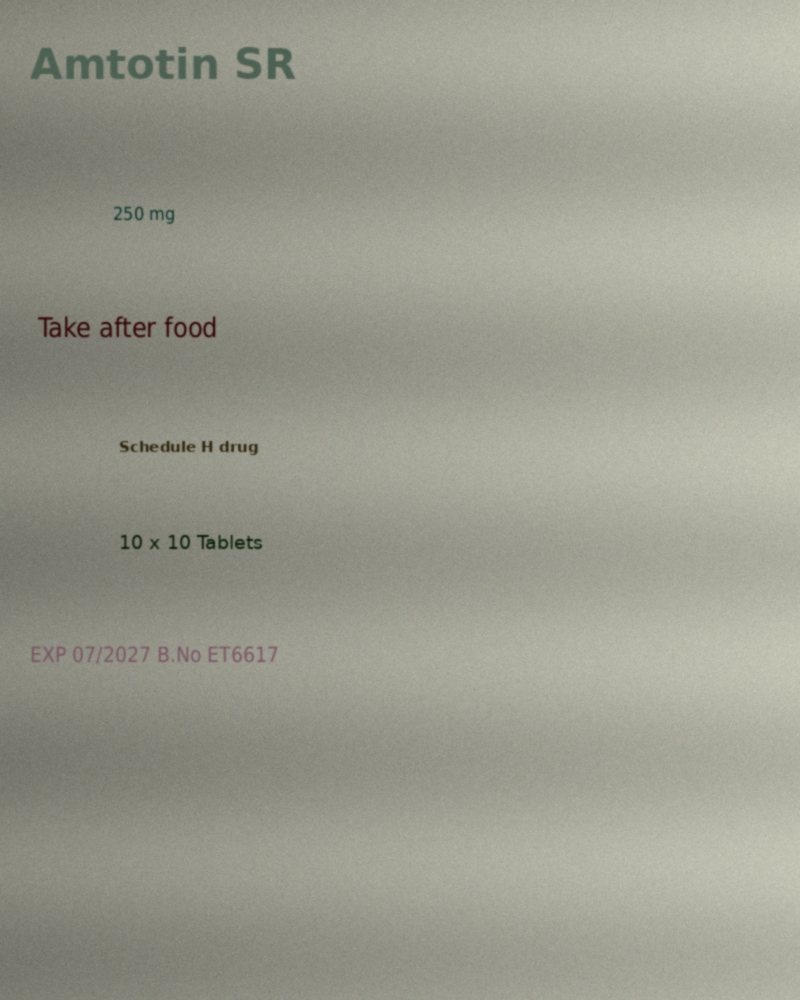 Amtotin SR
250 mg
Take after food
Schedule H drug
10 x 10 Tablets
EXP 07/2027 B.No ET6617